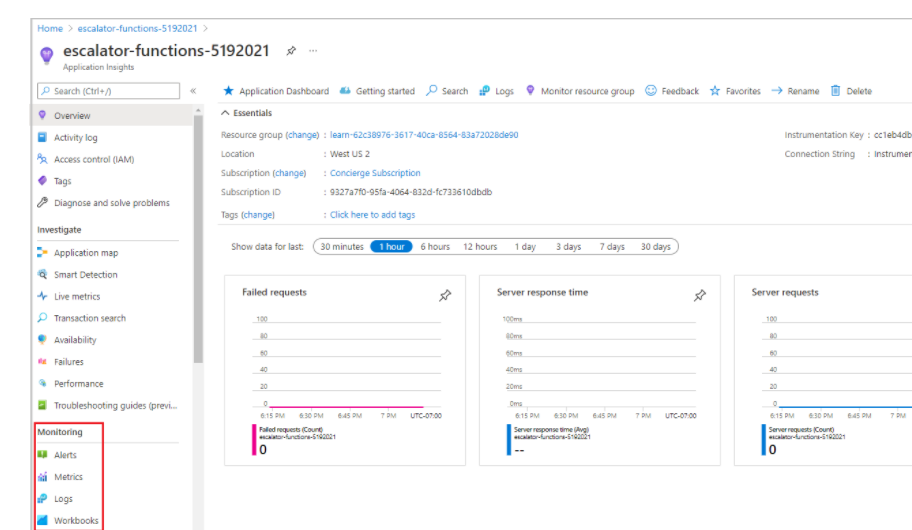 Home > escalator-functions-5192021 >
escalator-functions-5192021
Application Insights
Search (Ctrl+/)
Application Dashboard Getting started Search Logs Monitor resource group Feedback Favorites Rename Delete
Overview
Activity log
Access control (IAM)
Tags
Diagnose and solve problems
Investigate
Application map
Smart Detection
Live metrics
Transaction search
Availability
Failures
Performance
Troubleshooting guides (previ...
Monitoring
Alerts
Metrics
Logs
Workbooks
Essentials
Resource group (change) : learn-62c38976-3617-40ca-8564-83a72028de90
Location : West US 2
Subscription (change) : Concierge Subscription
Subscription ID : 9327a7f0-95fa-4064-832d-fc733610dbdb
Tags (change) : Click here to add tags
Instrumentation Key : cc1eb4db
Connection String : Instrumen
Show data for last: 30 minutes 1 hour 6 hours 12 hours 1 day 3 days 7 days 30 days
Failed requests
100
80
60
40
20
0
6:15 PM 6:30 PM 6:45 PM 7 PM UTC-07:00
Failed requests (Count)
escalator-functions-5192021
0
Server response time
100ms
80ms
60ms
40ms
20ms
0ms
6:15 PM 6:30 PM 6:45 PM 7 PM UTC-07:00
Server response time (Avg)
escalator-functions-5192021
--
Server requests
100
80
60
40
20
0
6:15 PM 6:30 PM 6:45 PM 7 PM
Server requests (Count)
escalator-functions-5192021
0